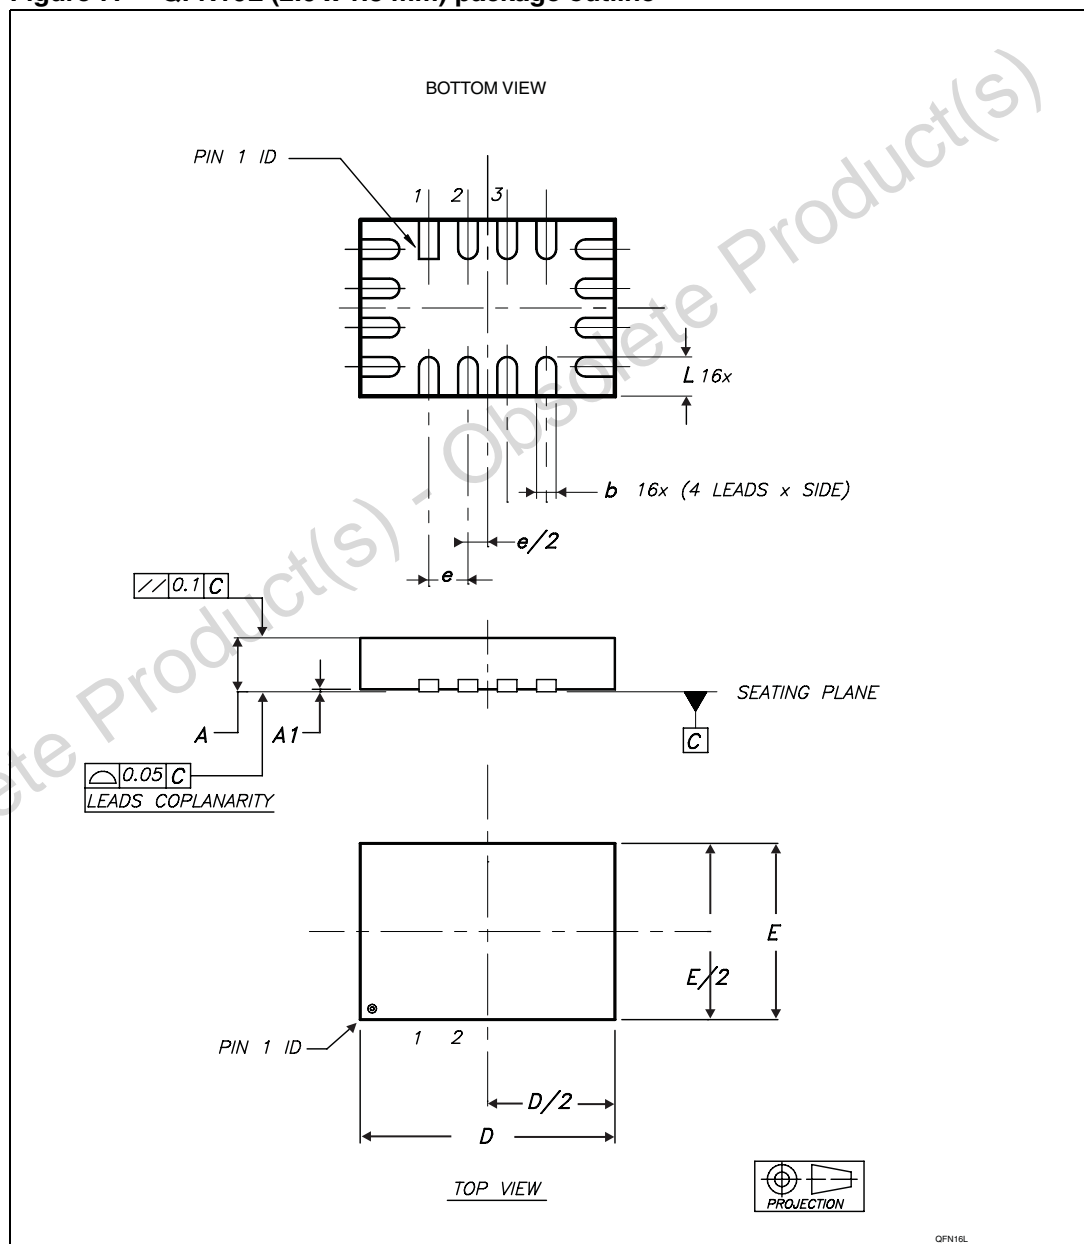 BOTTOM VIEW
PIN 1 ID
1 2 3
L 16x
b 16x (4 LEADS x SIDE)
e/2
e
// 0.1 C
SEATING PLANE
A A1
C
0.05 C
LEADS COPLANARITY
E
E/2
PIN 1 ID
1 2
D/2
D
TOP VIEW
PROJECTION
QFN16L
ete Product(s) - Obsolete Product(s)